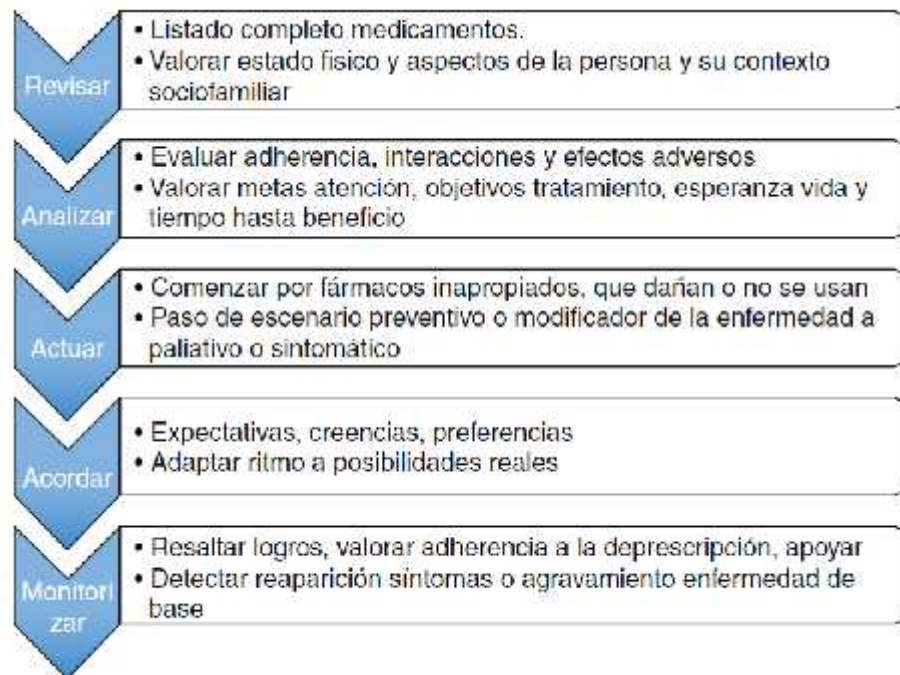 Revisar
• Listado completo medicamentos.
• Valorar estado fisico y aspectos de la persona y su contexto
sociofamiliar
Analizar
• Evaluar adherencia, interacciones y efectos adversos
• Valorar metas atención, objetivos tratamiento, esperanza vida y
tiempo hasta beneficio
Actuar
• Comenzar por fármacos inapropiados, que dañan o no se usan
• Paso de escenario preventivo o modificador de la enfermedad a
paliativo o sintomático
Acordar
• Expectativas, creencias, preferencias
• Adaptar ritmo a posibilidades reales
Monitori
zar
• Resaltar logros, valorar adherencia a la deprescripción, apoyar
• Detectar reaparición síntomas o agravamiento enfermedad de
base